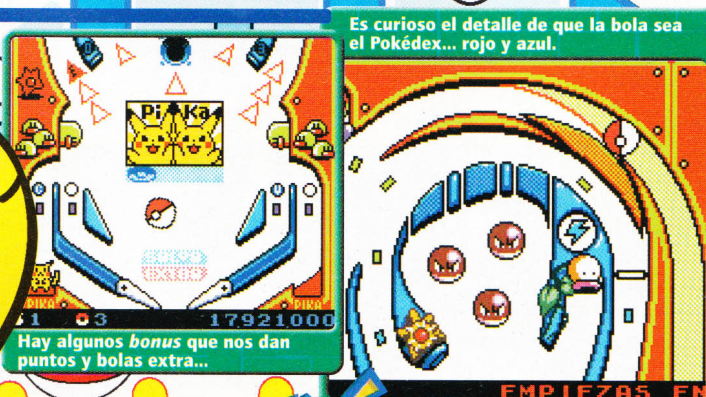 Es curioso el detalle de que la bola sea
el Pokédex... rojo y azul.
Pi Ka
PIKA
PIKA
1 3 17921000
Hay algunos bonus que nos dan
puntos y bolas extra...
EMPIEZAS EN